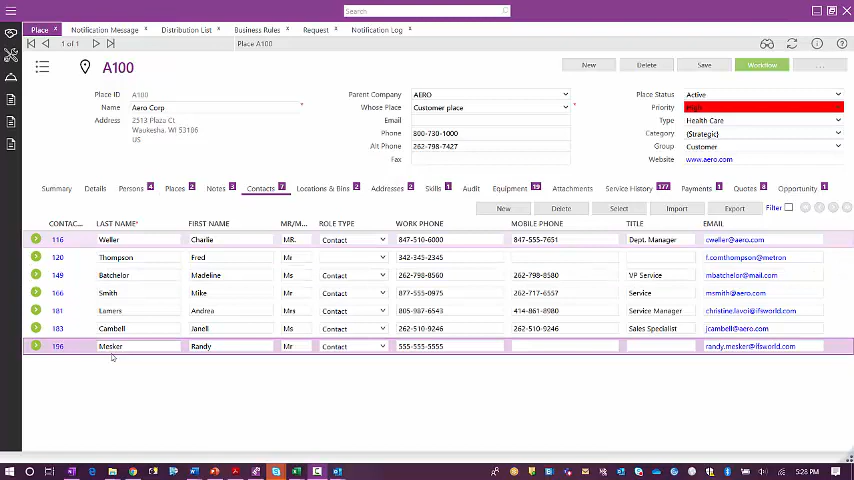 Search
Place x Notification Message x Distribution List x Business Rules x Request x Notification Log x
1 of 1 Place A100
A100 New Delete Save Workflow ...
Place ID A100 Parent Company AERO Place Status Active
Name Aero Corp * Whose Place Customer place * Priority High
Address 2513 Plaza Ct Email Type Health Care
Waukesha, WI 53186 Phone 800-730-1000 Category (Strategic)
US Alt Phone 262-798-7427 Group Customer
Fax Website www.aero.com
Summary Details Persons 4 Places 2 Notes 3 Contacts 7 Locations & Bins 2 Addresses 2 Skills 1 Audit Equipment 19 Attachments Service History 177 Payments 1 Quotes 8 Opportunity 1
New Delete Select Import Export Filter
CONTAC... LAST NAME* FIRST NAME MR/M... ROLE TYPE WORK PHONE MOBILE PHONE TITLE EMAIL
116 Weller Charlie MR. Contact 847-510-6000 847-555-7651 Dept. Manager cweller@aero.com
120 Thompson Fred Mr Contact 342-345-2345 f.comthompson@metron
149 Batchelor Madeline Ms Contact 262-798-8560 262-798-8580 VP Service mbatchelor@mail.com
166 Smith Mike Mr Contact 877-555-0975 262-717-6557 Service msmith@aero.com
181 Lamers Andrea Mrs Contact 805-987-6543 414-861-8980 Service Manager christine.lavoi@ifsworld.com
183 Cambell Janell Ms Contact 262-510-9246 262-510-9246 Sales Specialist jcambell@aero.com
196 Mesker Randy Mr Contact 555-555-5555 randy.mesker@ifsworld.com
5:28 PM